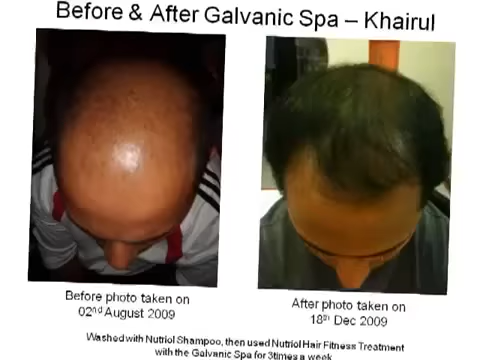 Before & After Galvanic Spa – Khairul
Before photo taken on
02nd August 2009
After photo taken on
18th Dec 2009
Washed with Nutriol Shampoo, then used Nutriol Hair Fitness Treatment
with the Galvanic Spa for 3times a week